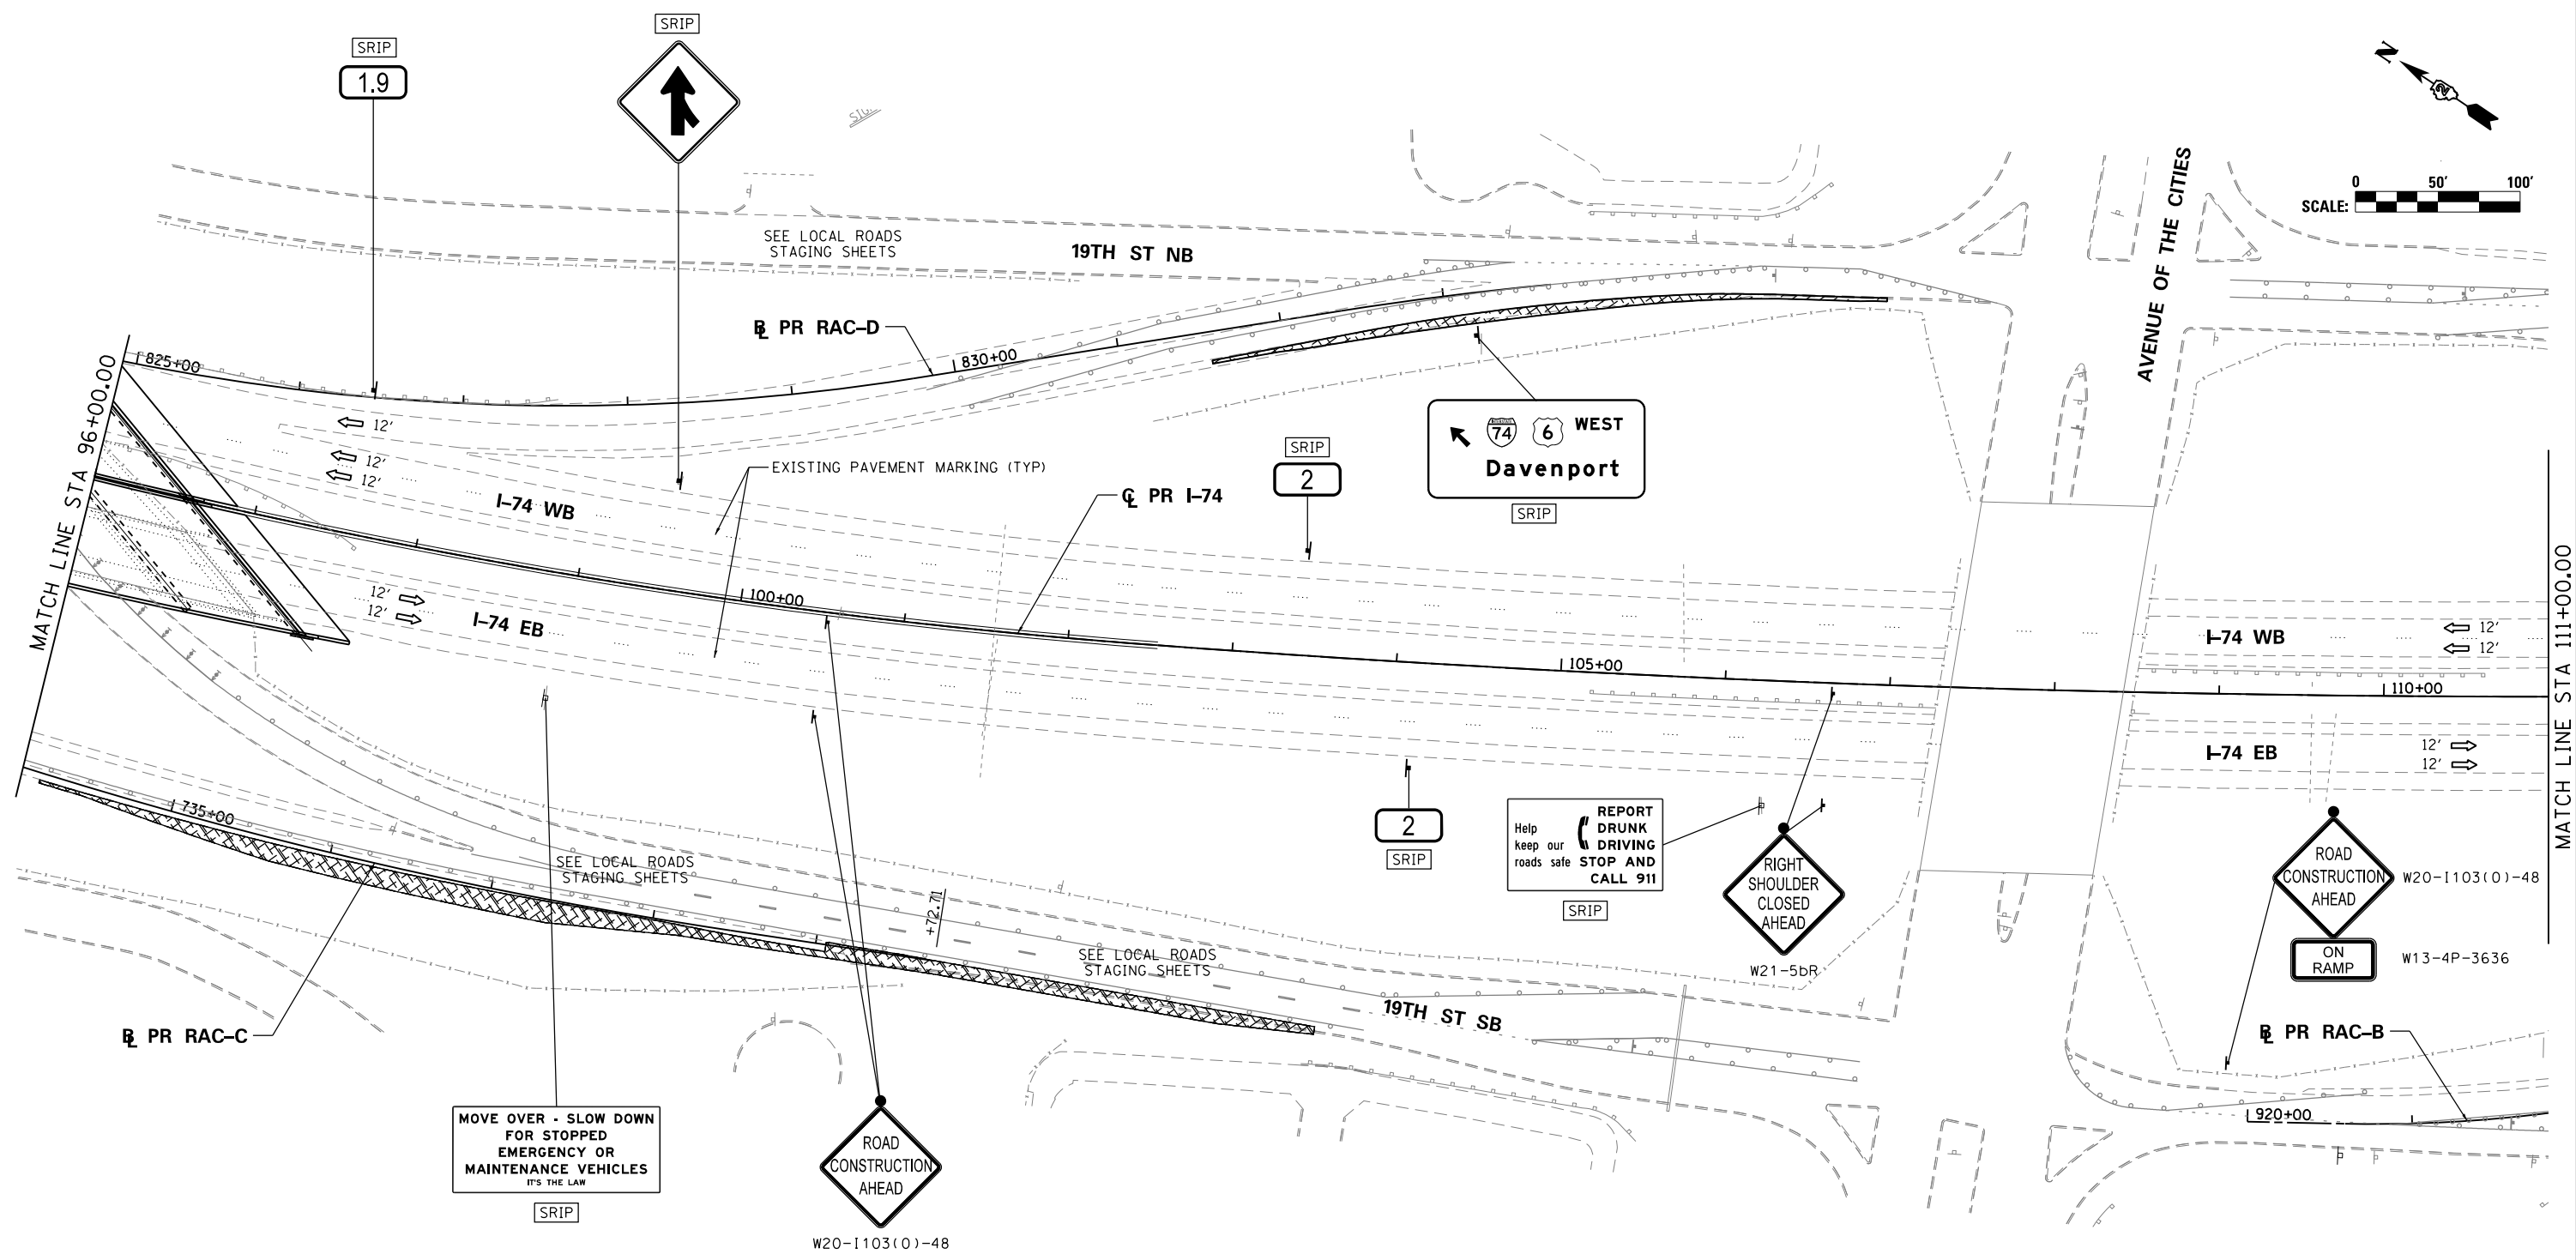 SRIP
1.9
SRIP
N
2
0 50' 100'
SCALE:
AVENUE OF THE CITIES
SEE LOCAL ROADS
STAGING SHEETS
19TH ST NB
BL PR RAC-D
825+00
830+00
MATCH LINE STA 96+00.00
12'
12'
12'
I-74 WB
EXISTING PAVEMENT MARKING (TYP)
CL PR I-74
SRIP
2
INTERSTATE
74 6 WEST
Davenport
SRIP
12'
12'
I-74 EB
100+00
105+00
I-74 WB
12'
12'
110+00
I-74 EB
12'
12'
MATCH LINE STA 111+00.00
735+00
SEE LOCAL ROADS
STAGING SHEETS
+72.71
SEE LOCAL ROADS
STAGING SHEETS
19TH ST SB
2
SRIP
Help
keep our
roads safe
REPORT
DRUNK
DRIVING
STOP AND
CALL 911
SRIP
RIGHT
SHOULDER
CLOSED
AHEAD
W21-5bR
ROAD
CONSTRUCTION
AHEAD
W20-I103(0)-48
ON
RAMP
W13-4P-3636
BL PR RAC-C
BL PR RAC-B
920+00
MOVE OVER - SLOW DOWN
FOR STOPPED
EMERGENCY OR
MAINTENANCE VEHICLES
IT'S THE LAW
SRIP
ROAD
CONSTRUCTION
AHEAD
W20-I103(0)-48